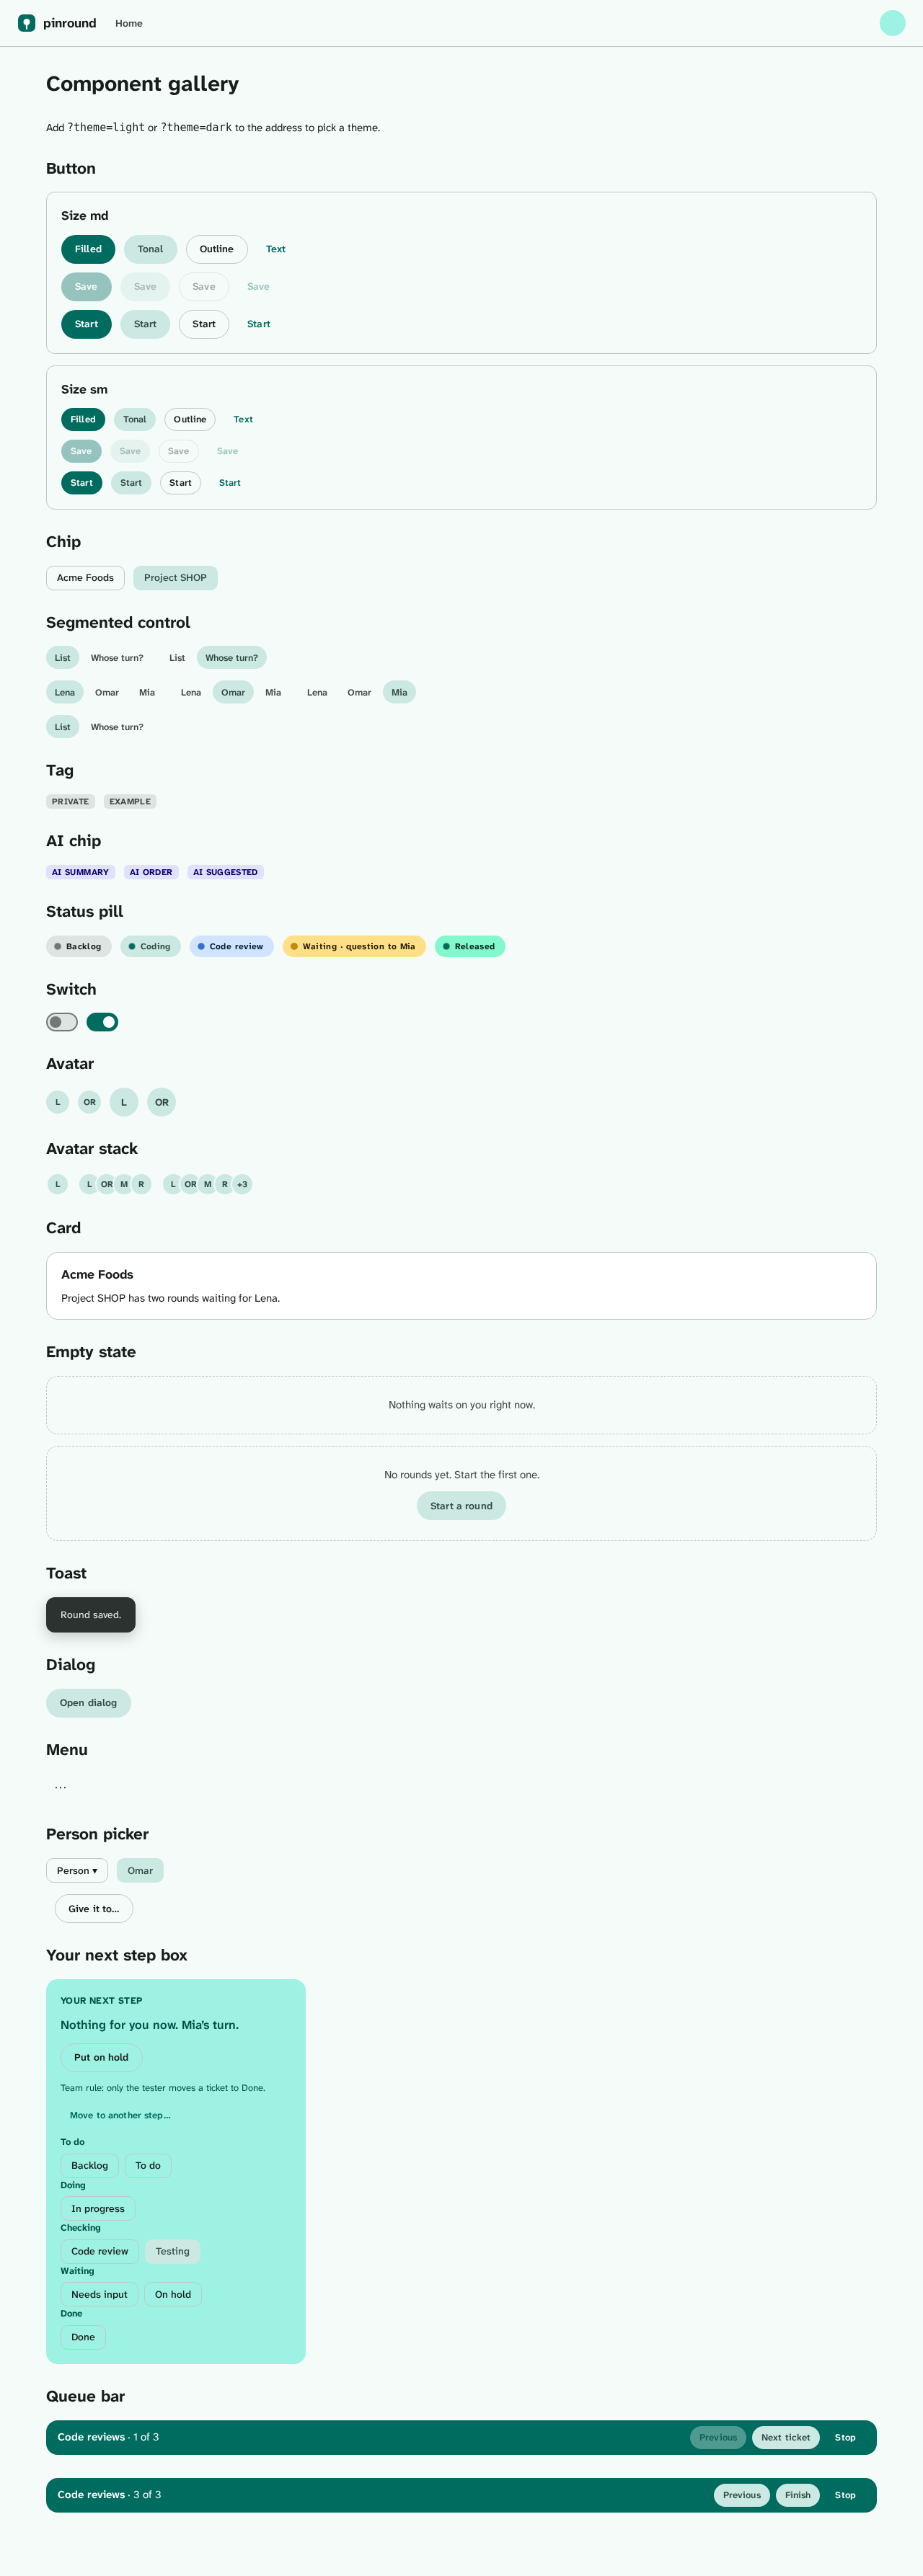 pinround Home
Component gallery
Add ?theme=light or ?theme=dark to the address to pick a theme.
Button
Size md
Filled Tonal Outline Text
Save Save Save Save
Start Start Start Start
Size sm
Filled Tonal Outline Text
Save Save Save Save
Start Start Start Start
Chip
Acme Foods Project SHOP
Segmented control
List Whose turn? List Whose turn?
Lena Omar Mia Lena Omar Mia Lena Omar Mia
List Whose turn?
Tag
PRIVATE EXAMPLE
AI chip
AI SUMMARY AI ORDER AI SUGGESTED
Status pill
Backlog Coding Code review Waiting · question to Mia Released
Switch
Avatar
L OR L OR
Avatar stack
L L OR M R L OR M R +3
Card
Acme Foods
Project SHOP has two rounds waiting for Lena.
Empty state
Nothing waits on you right now.
No rounds yet. Start the first one.
Start a round
Toast
Round saved.
Dialog
Open dialog
Menu
...
Person picker
Person ▾ Omar
Give it to…
Your next step box
YOUR NEXT STEP
Nothing for you now. Mia's turn.
Put on hold
Team rule: only the tester moves a ticket to Done.
Move to another step…
To do
Backlog To do
Doing
In progress
Checking
Code review Testing
Waiting
Needs input On hold
Done
Done
Queue bar
Code reviews · 1 of 3 Previous Next ticket Stop
Code reviews · 3 of 3 Previous Finish Stop